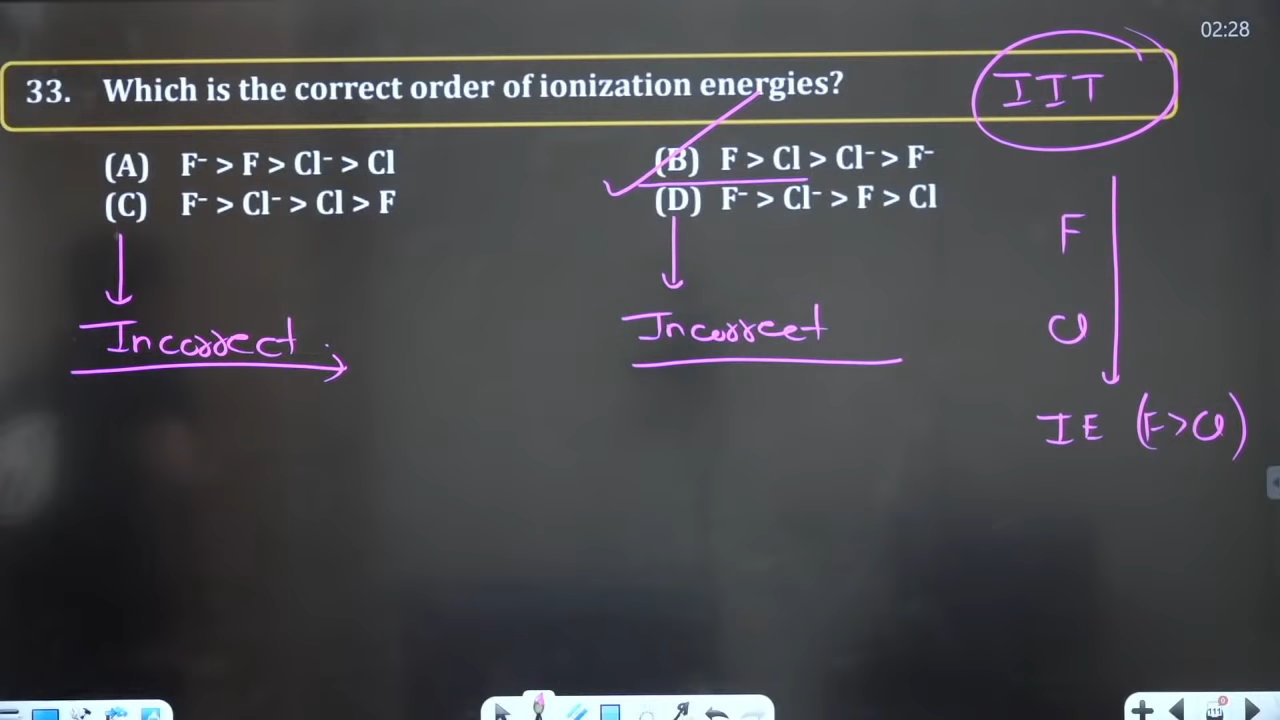 02:28
33. Which is the correct order of ionization energies?
IIT
(A) F⁻ > F > Cl⁻ > Cl
(B) F > Cl > Cl⁻ > F⁻
(C) F⁻ > Cl⁻ > Cl > F
(D) F⁻ > Cl⁻ > F > Cl
F
Cl
Incorrect
Incorrect
IE (F>Cl)